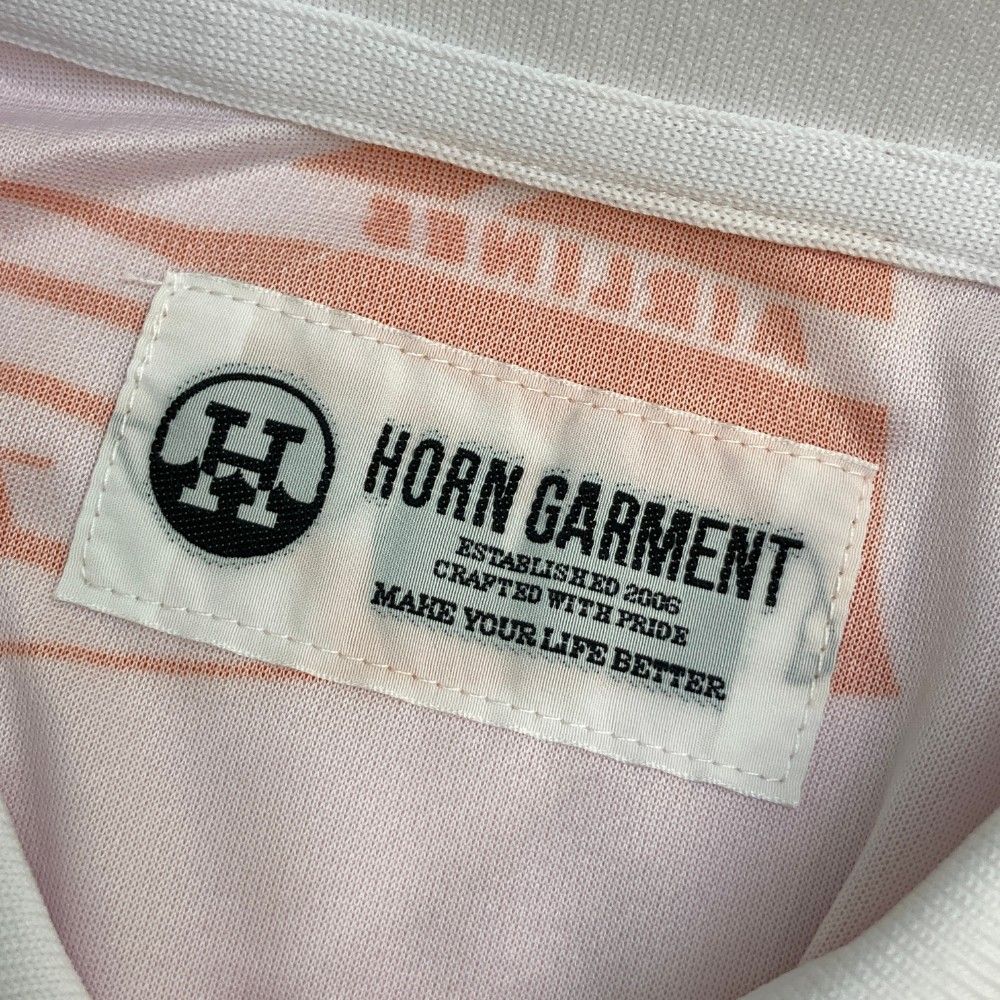 H
HORN GARMENT
ESTABLISHED 2006
CRAFTED WITH PRIDE
MAKE YOUR LIFE BETTER